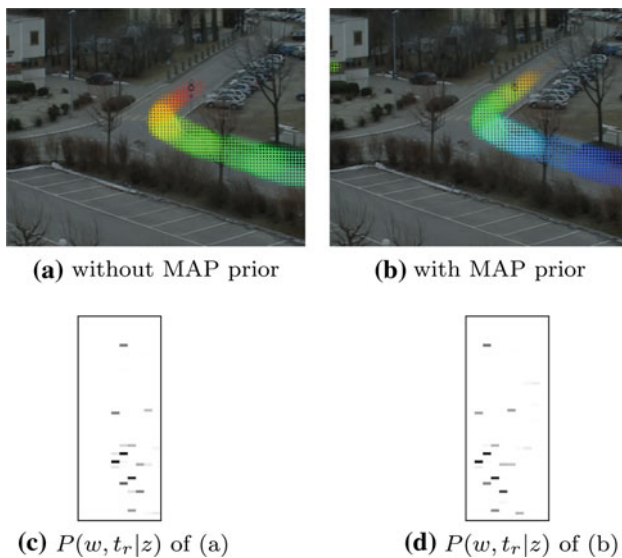 (a) without MAP prior
(b) with MAP prior
(c) P(w, t_r|z) of (a)
(d) P(w, t_r|z) of (b)